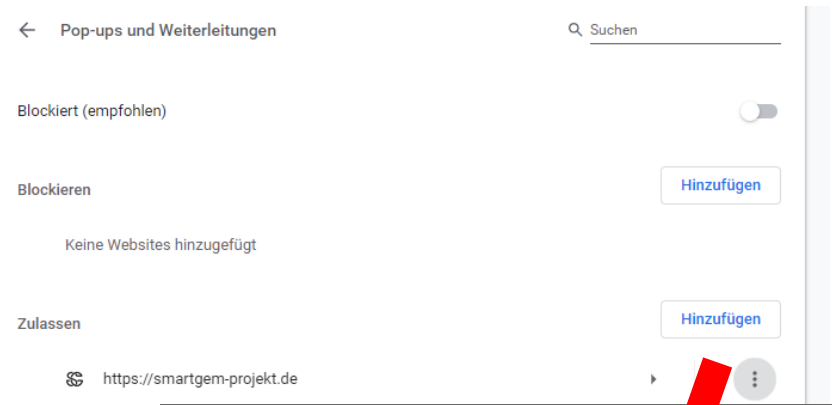 Pop-ups und Weiterleitungen
Suchen
Blockiert (empfohlen)
Blockieren
Hinzufügen
Keine Websites hinzugefügt
Zulassen
Hinzufügen
https://smartgem-projekt.de